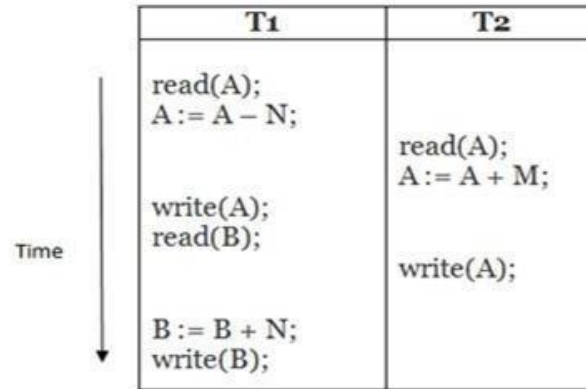 T1 T2
read(A);
A := A – N;
read(A);
A := A + M;
write(A);
read(B);
Time
write(A);
B := B + N;
write(B);